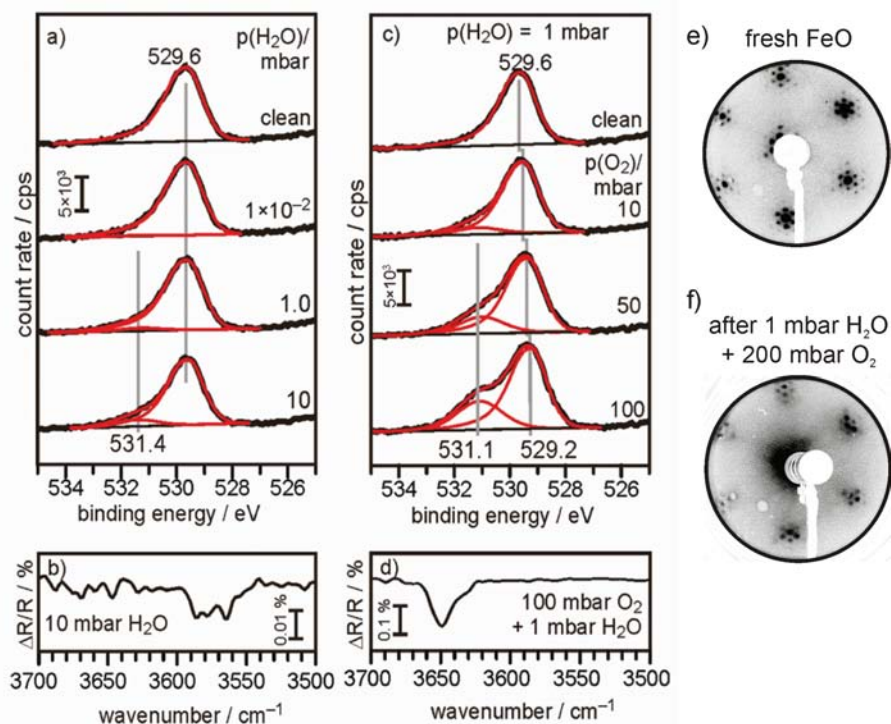 a)
p(H₂O)/
mbar
529.6
clean
5×10³
1×10⁻²
1.0
10
531.4
count rate / cps
534 532 530 528 526
binding energy / eV
b)
10 mbar H₂O
0.01 %
ΔR/R / %
3700 3650 3600 3550 3500
wavenumber / cm⁻¹
c)
p(H₂O) = 1 mbar
529.6
clean
p(O₂)/
mbar
10
5×10³
50
100
531.1
529.2
count rate / cps
534 532 530 528 526
binding energy / eV
d)
0.1 %
100 mbar O₂
+ 1 mbar H₂O
ΔR/R / %
3700 3650 3600 3550 3500
wavenumber / cm⁻¹
e)
fresh FeO
f)
after 1 mbar H₂O
+ 200 mbar O₂